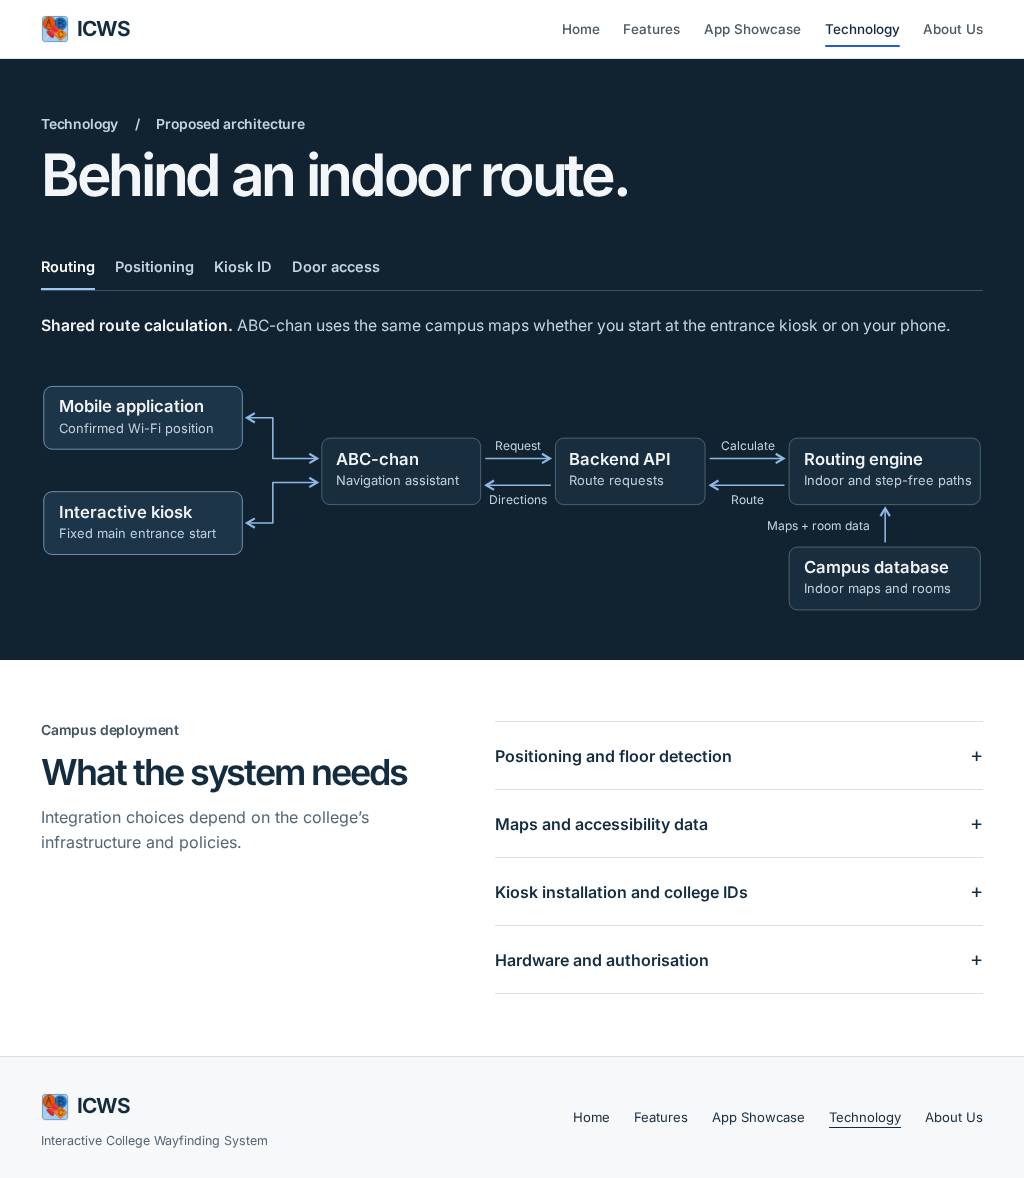 ICWS
Home Features App Showcase Technology About Us
Technology / Proposed architecture
Behind an indoor route.
Routing Positioning Kiosk ID Door access
Shared route calculation. ABC-chan uses the same campus maps whether you start at the entrance kiosk or on your phone.
Mobile application
Confirmed Wi-Fi position
Interactive kiosk
Fixed main entrance start
ABC-chan
Navigation assistant
Request
Directions
Backend API
Route requests
Calculate
Route
Routing engine
Indoor and step-free paths
Maps + room data
Campus database
Indoor maps and rooms
Campus deployment
What the system needs
Integration choices depend on the college’s
infrastructure and policies.
Positioning and floor detection +
Maps and accessibility data +
Kiosk installation and college IDs +
Hardware and authorisation +
ICWS
Interactive College Wayfinding System
Home Features App Showcase Technology About Us